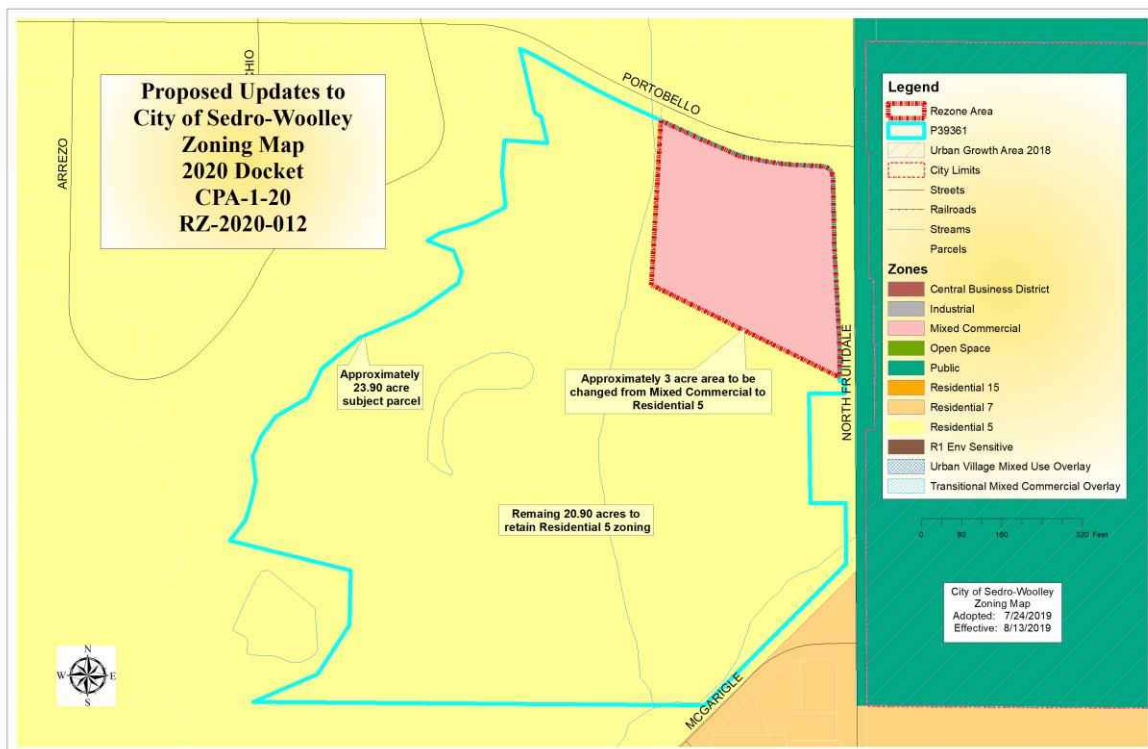 Proposed Updates to
City of Sedro-Woolley
Zoning Map
2020 Docket
CPA-1-20
RZ-2020-012
CHIO
ARREZO
PORTOBELLO
NORTH FRUITDALE
MCGARIGLE
Approximately
23.90 acre
subject parcel
Approximately 3 acre area to be
changed from Mixed Commercial to
Residential 5
Remaing 20.90 acres to
retain Residential 5 zoning
Legend
Rezone Area
P39361
Urban Growth Area 2018
City Limits
Streets
Railroads
Streams
Parcels
Zones
Central Business District
Industrial
Mixed Commercial
Open Space
Public
Residential 15
Residential 7
Residential 5
R1 Env Sensitive
Urban Village Mixed Use Overlay
Transitional Mixed Commercial Overlay
0 80 160 320 Feet
City of Sedro-Woolley
Zoning Map
Adopted: 7/24/2019
Effective: 8/13/2019
N
W E
S